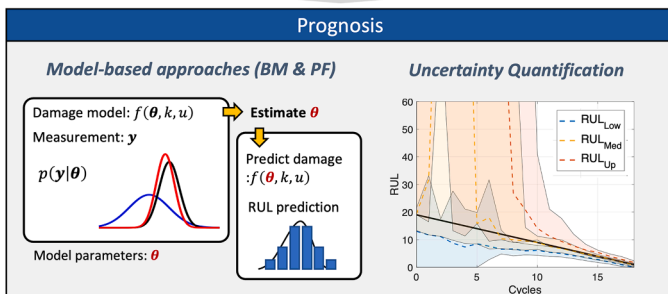 Prognosis
Model-based approaches (BM & PF)
Damage model: f(θ, k, u)
Measurement: y
p(y|θ)
Model parameters: θ
Estimate θ
Predict damage
:f(θ, k, u)
RUL prediction
Uncertainty Quantification
60
50
40
30
20
10
0
RUL
0
5
10
15
Cycles
RUL_Low
RUL_Med
RUL_Up